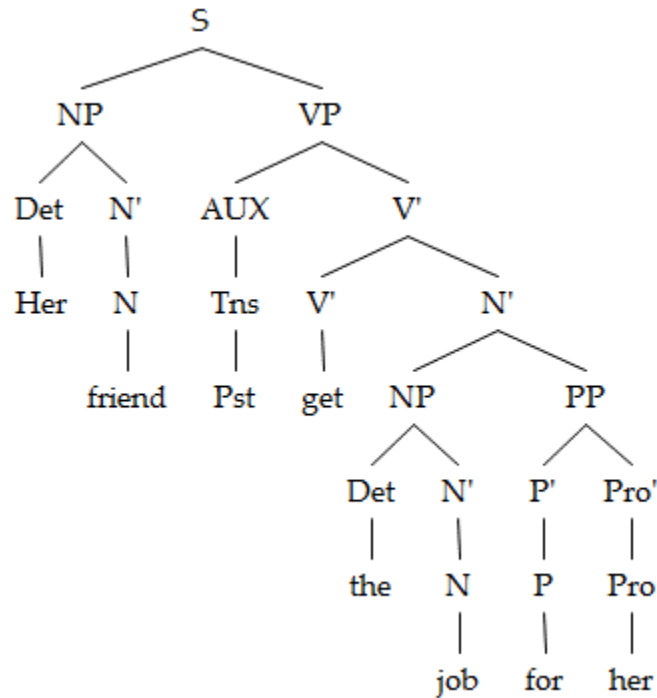 S
NP VP
Det N' AUX V'
Her N Tns V' N'
friend Pst get NP PP
Det N' P' Pro'
the N P Pro
job for her